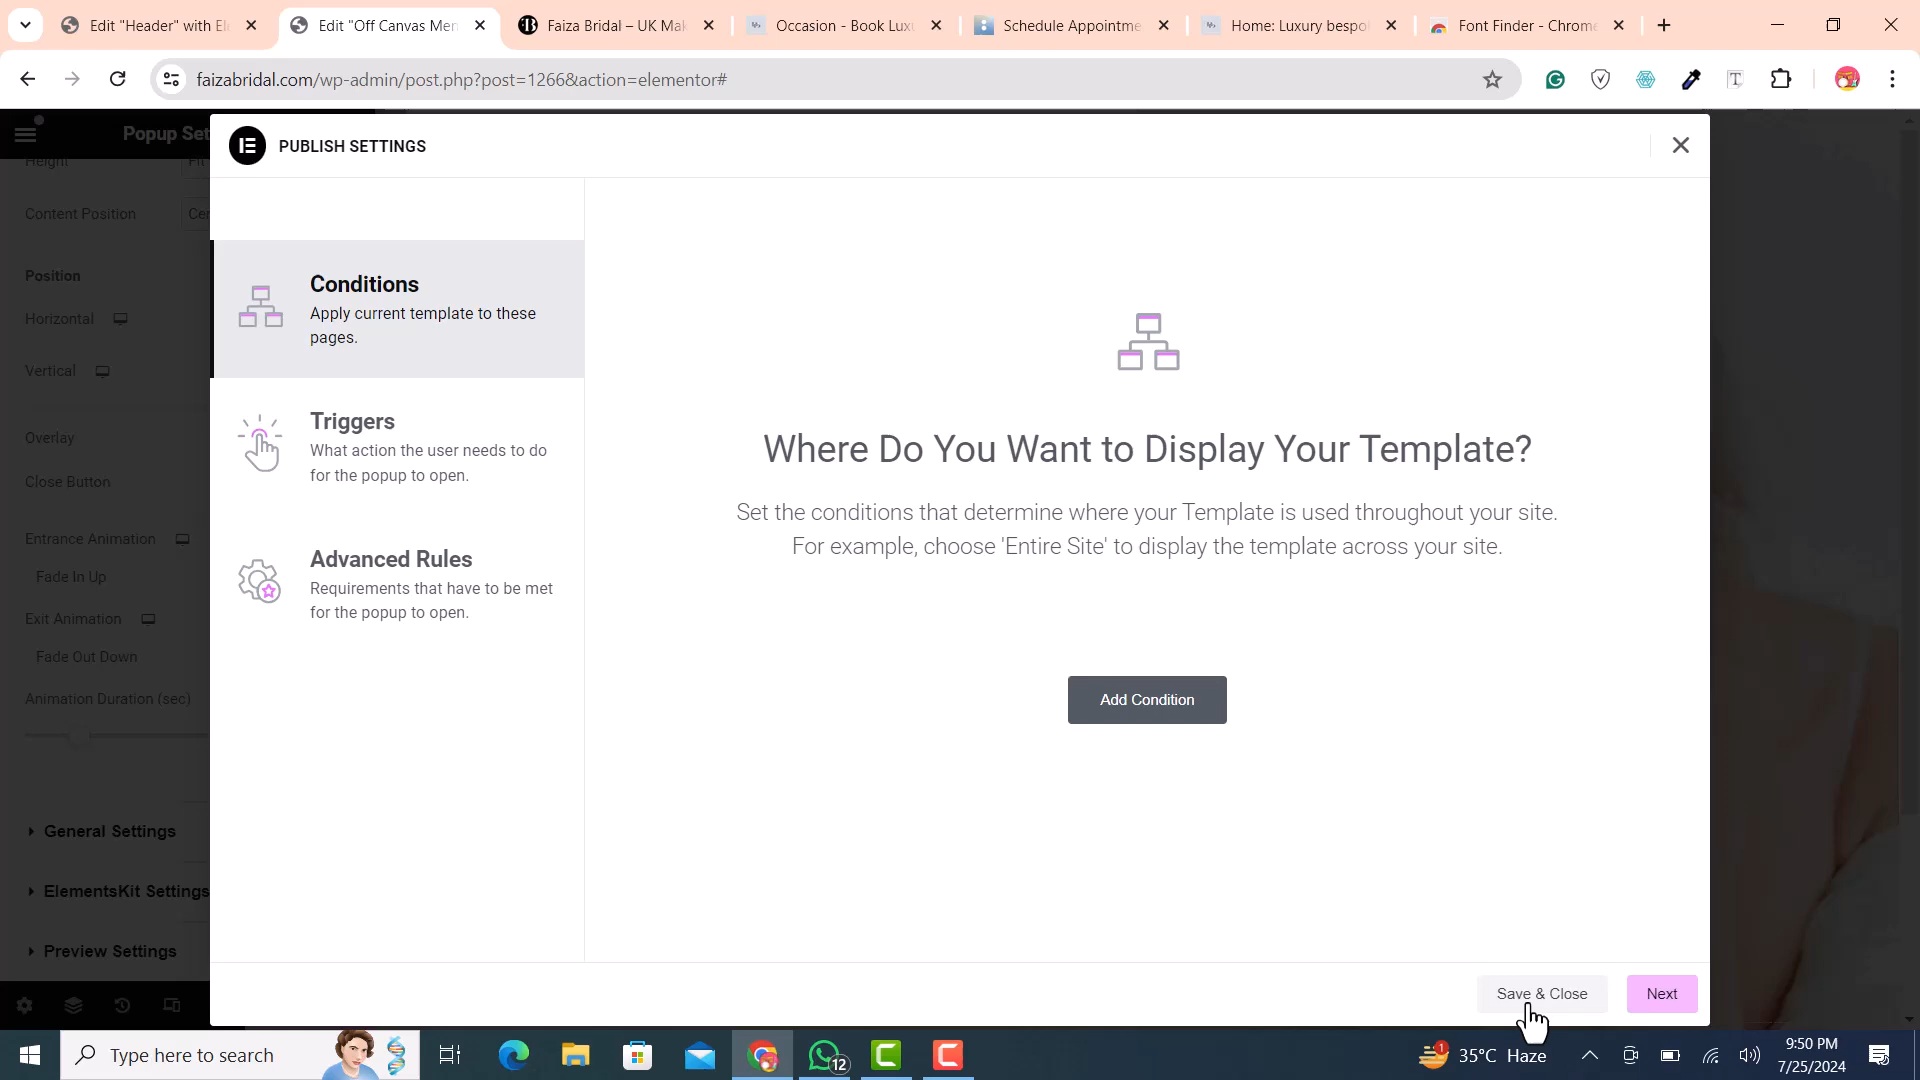 Edit "Header" with El
Edit "Off Canvas Men
Faiza Bridal – UK Mak
Occasion - Book Luxu
Schedule Appointme
Home: Luxury bespo
Font Finder - Chrome
faizabridal.com/wp-admin/post.php?post=1266&action=elementor#
Popup Set
Height
Fit
Content Position
Cen
Position
Horizontal
Vertical
Overlay
Close Button
Entrance Animation
Fade In Up
Exit Animation
Fade Out Down
Animation Duration (sec)
General Settings
ElementsKit Settings
Preview Settings
PUBLISH SETTINGS
Conditions
Apply current template to these
pages.
Triggers
What action the user needs to do
for the popup to open.
Advanced Rules
Requirements that have to be met
for the popup to open.
Where Do You Want to Display Your Template?
Set the conditions that determine where your Template is used throughout your site.
For example, choose 'Entire Site' to display the template across your site.
Add Condition
Save & Close
Next
Type here to search
12
1
35°C Haze
9:50 PM
7/25/2024